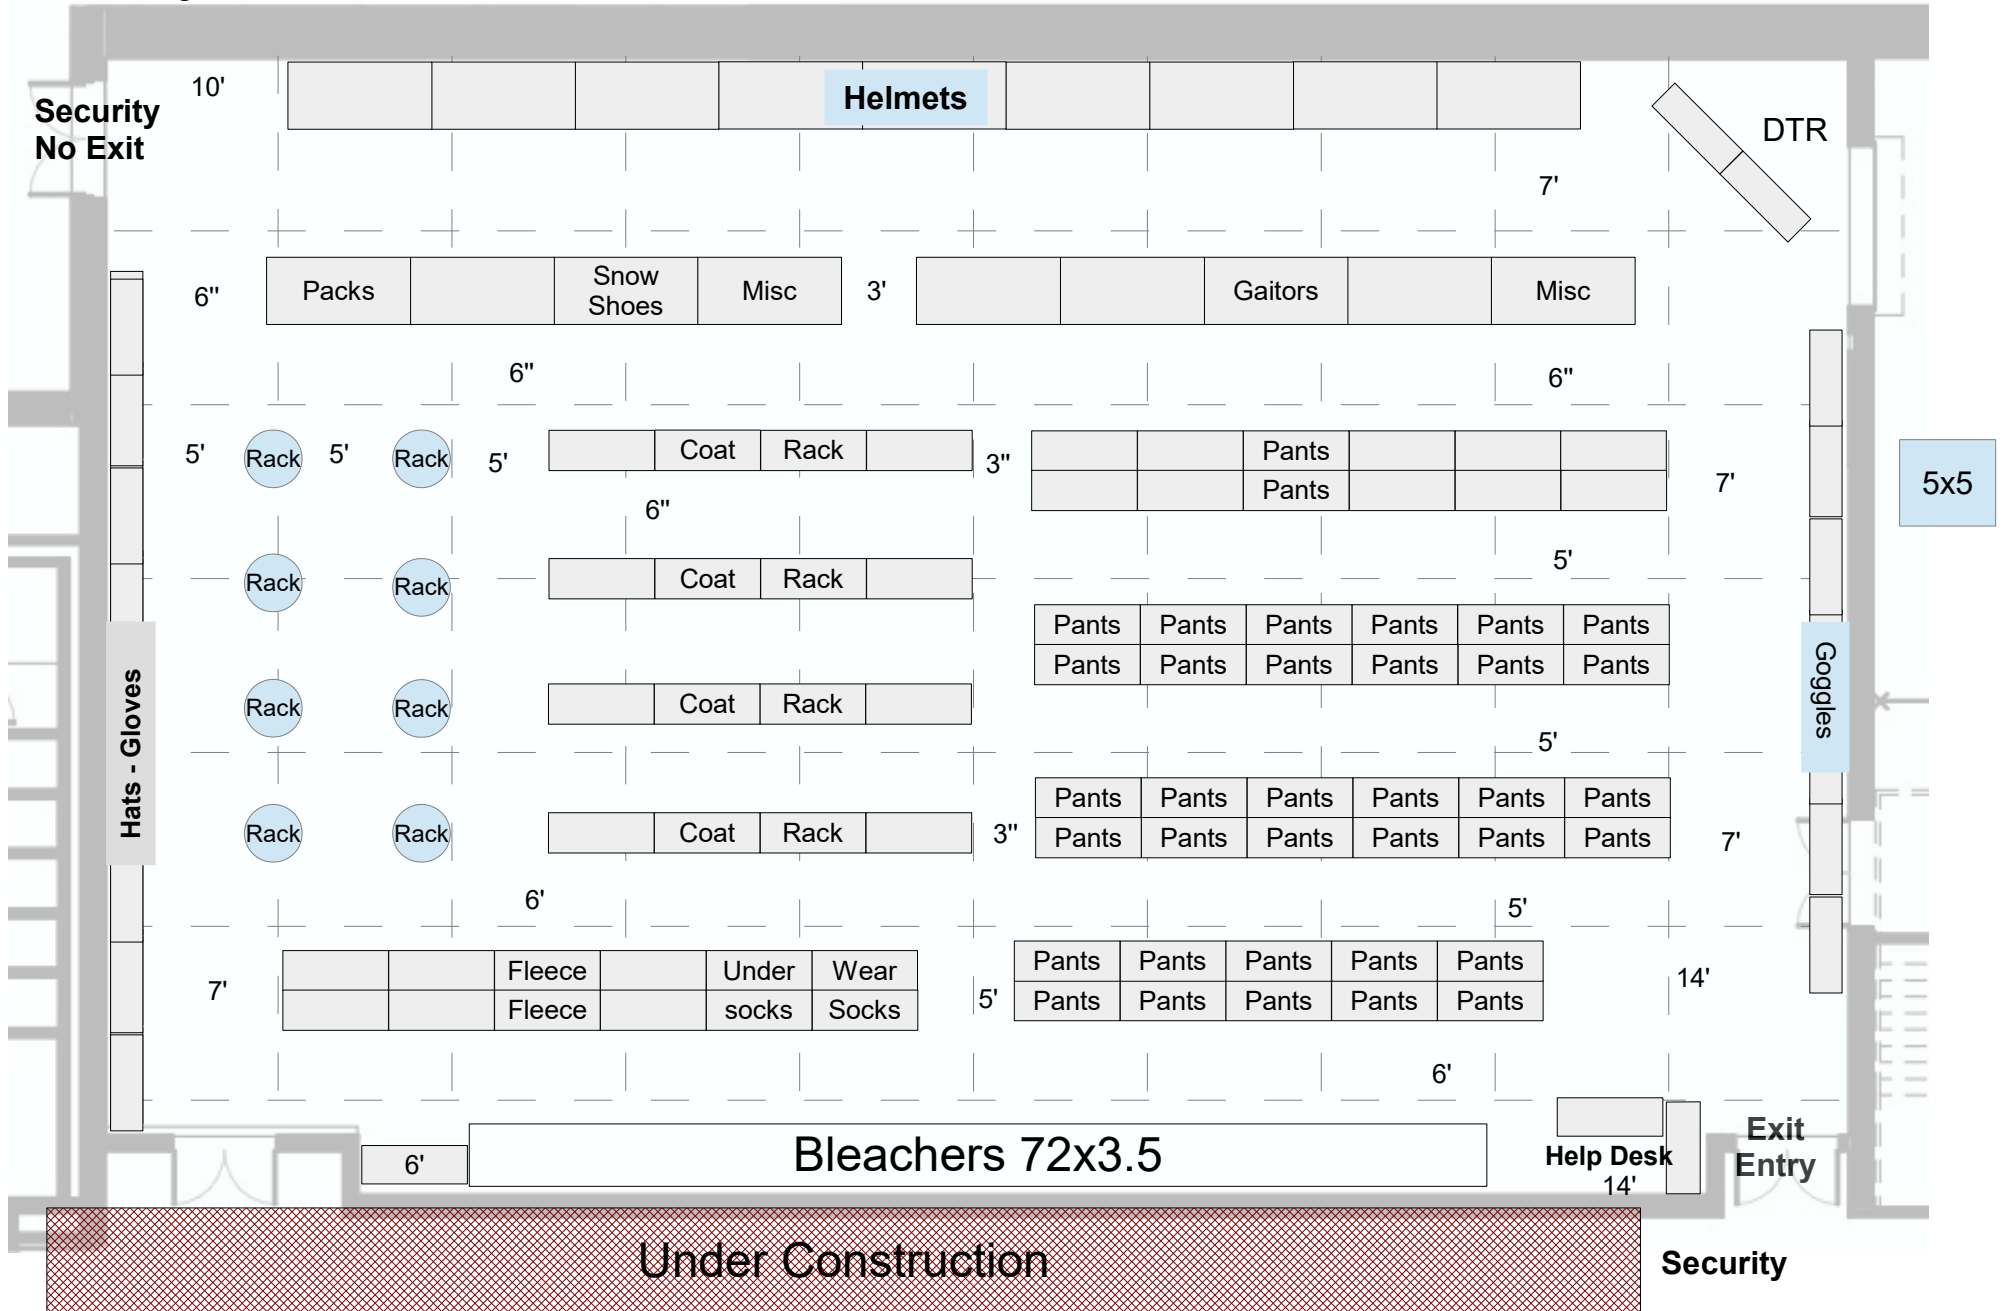 10'
Security
No Exit
Helmets
DTR
7'
6"
Packs
Snow
Shoes
Misc
3'
Gaitors
Misc
6"
6"
5'
Rack
5'
Rack
5'
Coat
Rack
3"
Pants
Pants
7'
5x5
6"
5'
Rack
Rack
Coat
Rack
Pants
Pants
Pants
Pants
Pants
Pants
Pants
Pants
Pants
Pants
Pants
Pants
Hats - Gloves
Goggles
Rack
Rack
Coat
Rack
5'
Rack
Rack
Coat
Rack
3"
Pants
Pants
Pants
Pants
Pants
Pants
Pants
Pants
Pants
Pants
Pants
Pants
7'
6'
5'
7'
Fleece
Under
Wear
Fleece
socks
Socks
5'
Pants
Pants
Pants
Pants
Pants
Pants
Pants
Pants
Pants
Pants
14'
6'
6'
Bleachers 72x3.5
Help Desk
14'
Exit
Entry
Under Construction
Security